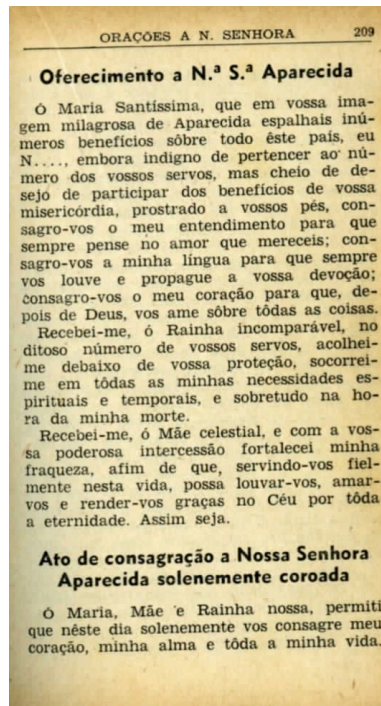 ORAÇÕES A N. SENHORA 209
Oferecimento a N.ª S.ª Aparecida
Ó Maria Santíssima, que em vossa ima-
gem milagrosa de Aparecida espalhais inú-
meros benefícios sôbre todo êste país, eu
N...., embora indigno de pertencer ao nú-
mero dos vossos servos, mas cheio de de-
sejo de participar dos benefícios de vossa
misericórdia, prostrado a vossos pés, con-
sagro-vos o meu entendimento para que
sempre pense no amor que mereceis; con-
sagro-vos a minha língua para que sempre
vos louve e propague a vossa devoção;
consagro-vos o meu coração para que, de-
pois de Deus, vos ame sôbre tôdas as coisas.
Recebei-me, ó Rainha incomparável, no
ditoso número de vossos servos, acolhei-
me debaixo de vossa proteção, socorrei-
me em tôdas as minhas necessidades es-
pirituais e temporais, e sobretudo na ho-
ra da minha morte.
Recebei-me, ó Mãe celestial, e com a vos-
sa poderosa intercessão fortalecei minha
fraqueza, afim de que, servindo-vos fiel-
mente nesta vida, possa louvar-vos, amar-
vos e render-vos graças no Céu por tôda
a eternidade. Assim seja.
Ato de consagração a Nossa Senhora
Aparecida solenemente coroada
Ó Maria, Mãe e Rainha nossa, permiti
que nêste dia solenemente vos consagre meu
coração, minha alma e tôda a minha vida.